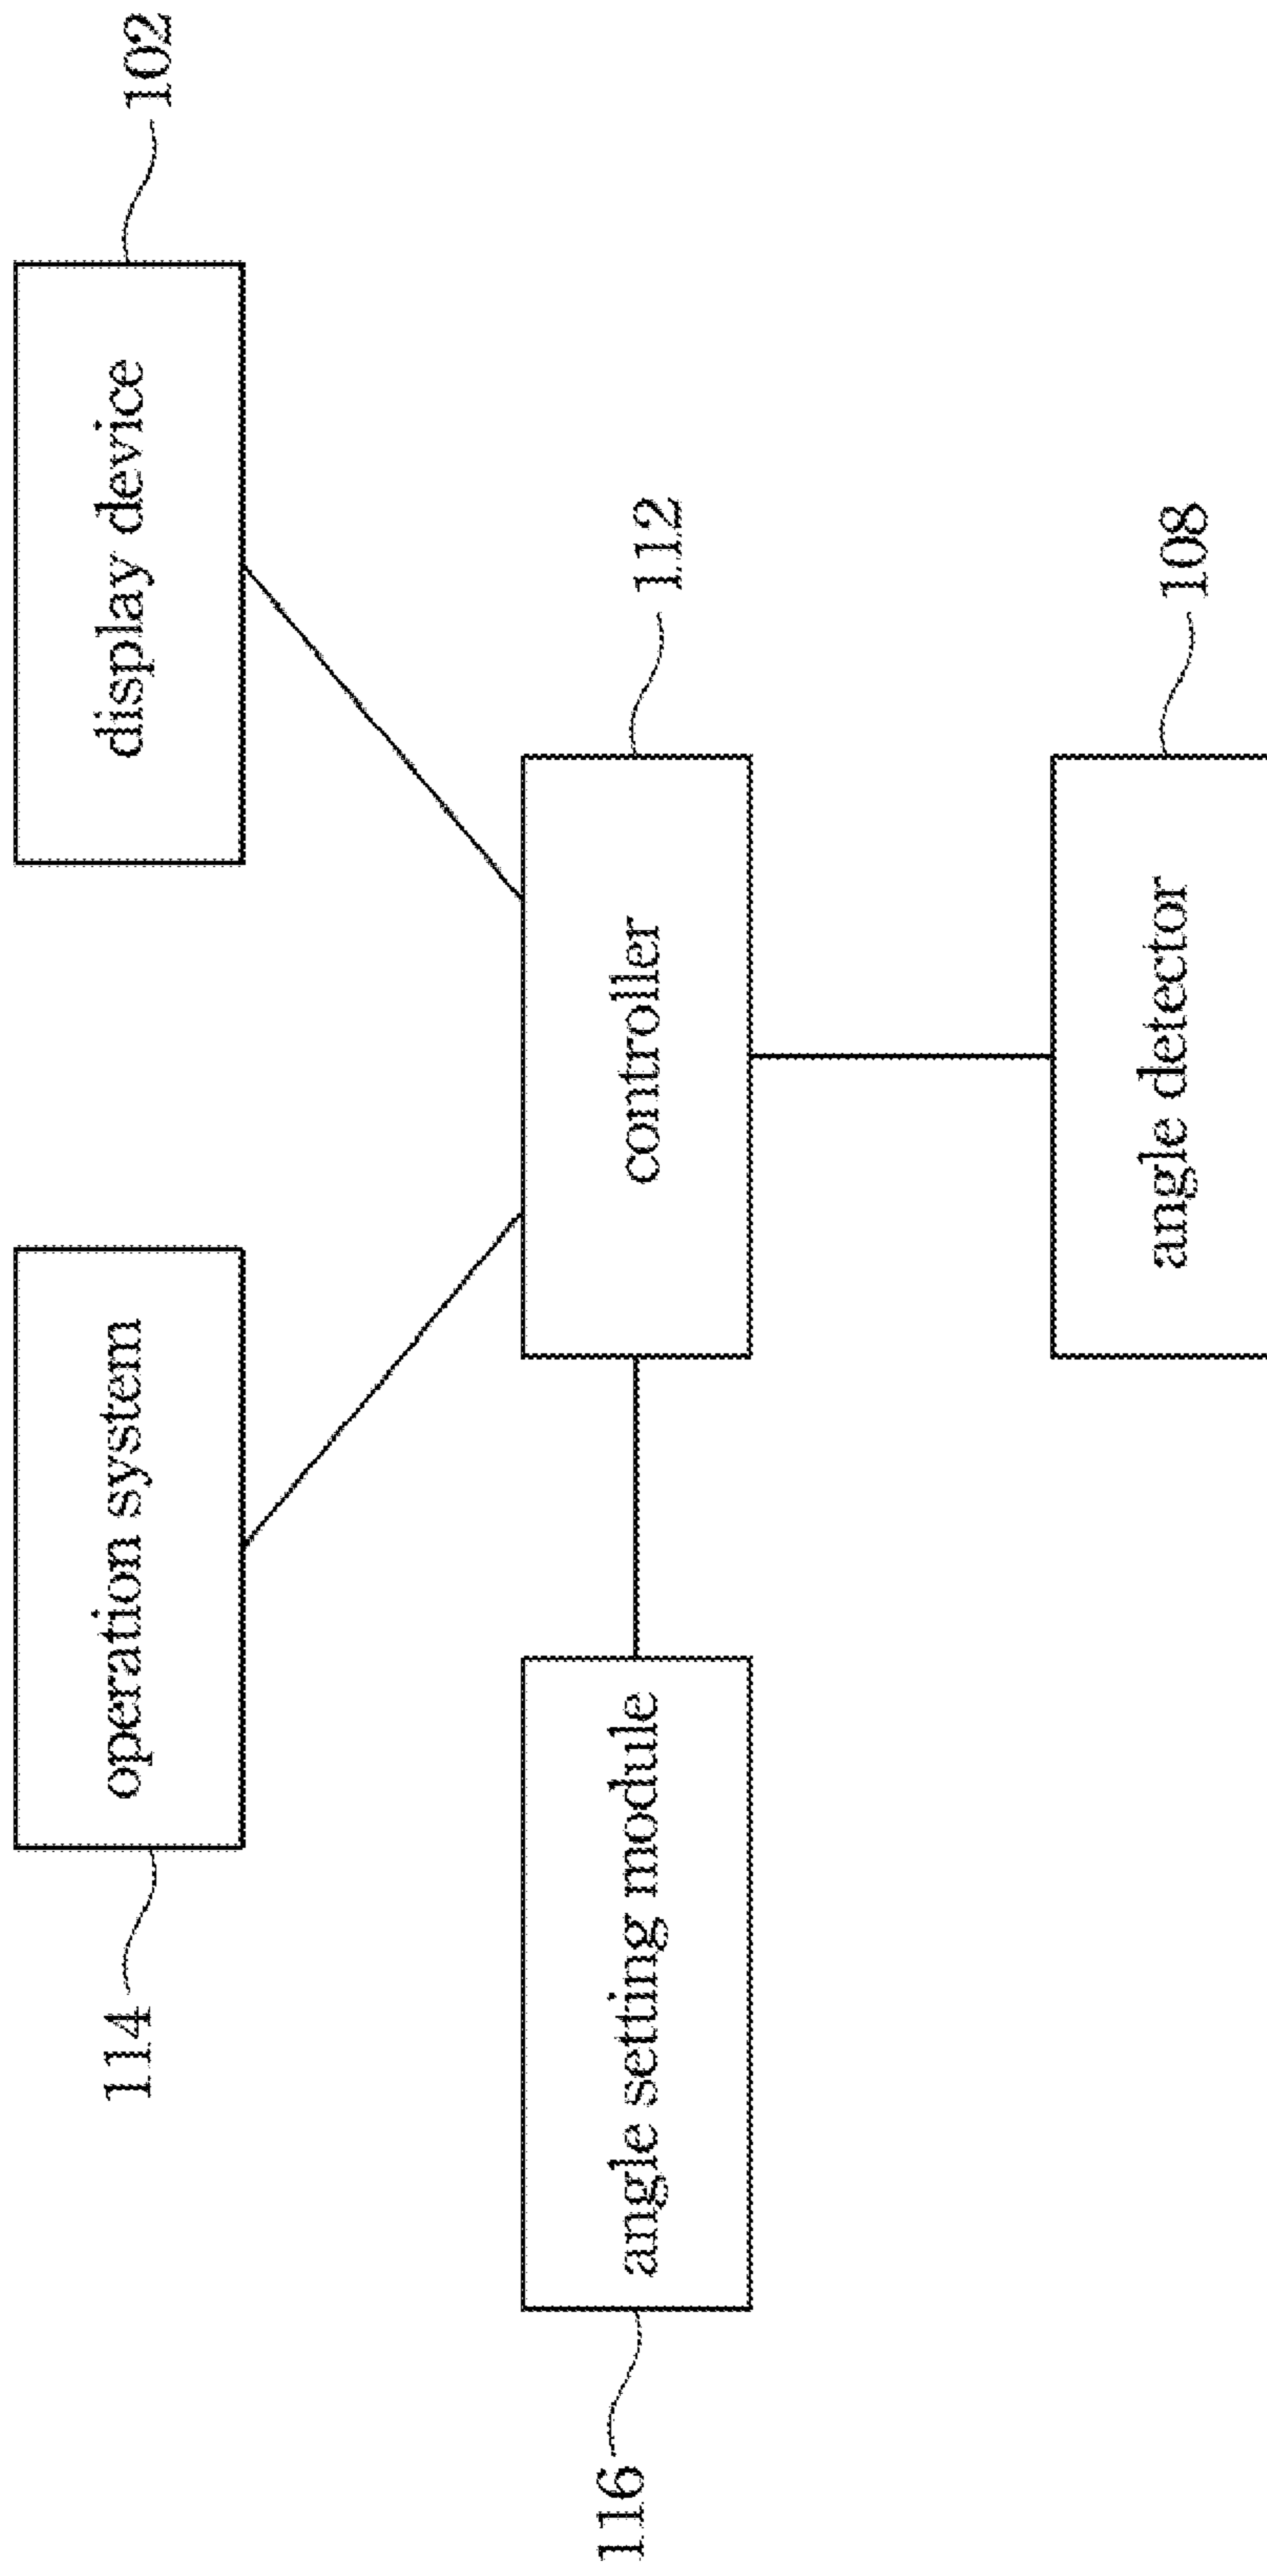 114
operation system
display device
102
116
angle setting module
controller
112
angle detector
108